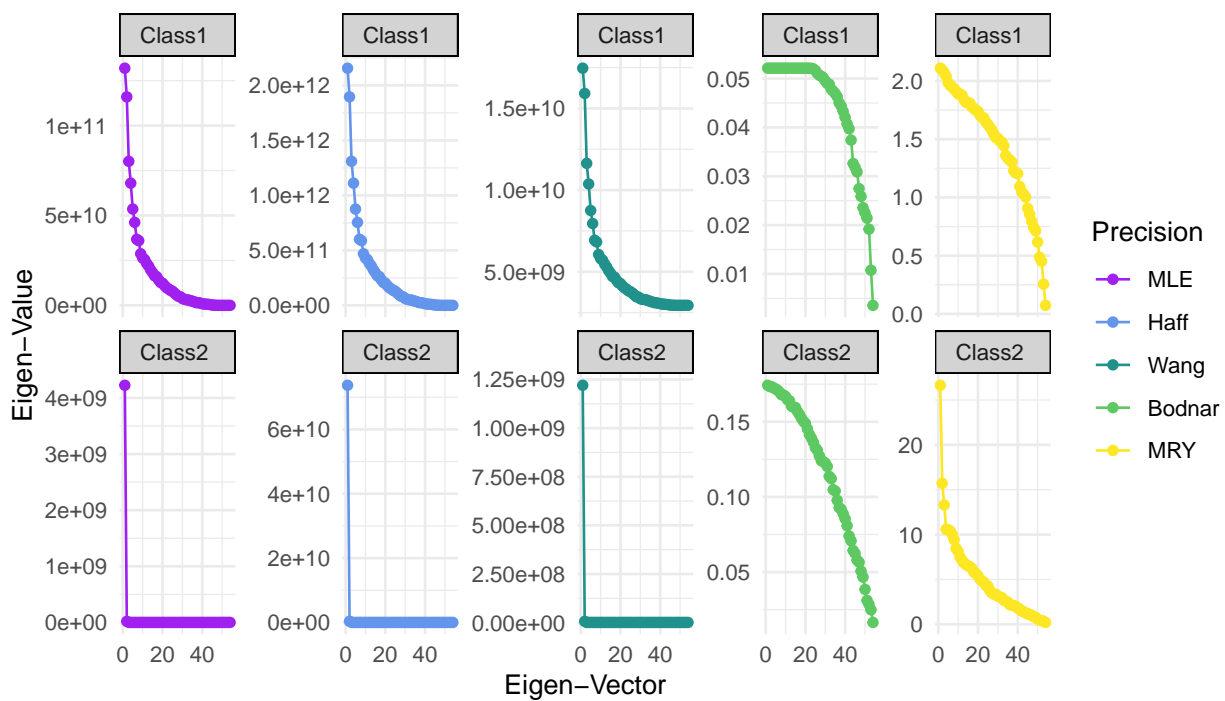 Class1 Class1 Class1 Class1 Class1
1e+11
5e+10
0e+00
2.0e+12
1.5e+12
1.0e+12
5.0e+11
0.0e+00
1.5e+10
1.0e+10
5.0e+09
0.05
0.04
0.03
0.02
0.01
2.0
1.5
1.0
0.5
0.0
Class2 Class2 Class2 Class2 Class2
4e+09
3e+09
2e+09
1e+09
0e+00
6e+10
4e+10
2e+10
0e+00
1.25e+09
1.00e+09
7.50e+08
5.00e+08
2.50e+08
0.00e+00
0.15
0.10
0.05
20
10
0
0 20 40 0 20 40 0 20 40 0 20 40 0 20 40
Eigen−Vector
Eigen−Value
Precision
MLE
Haff
Wang
Bodnar
MRY